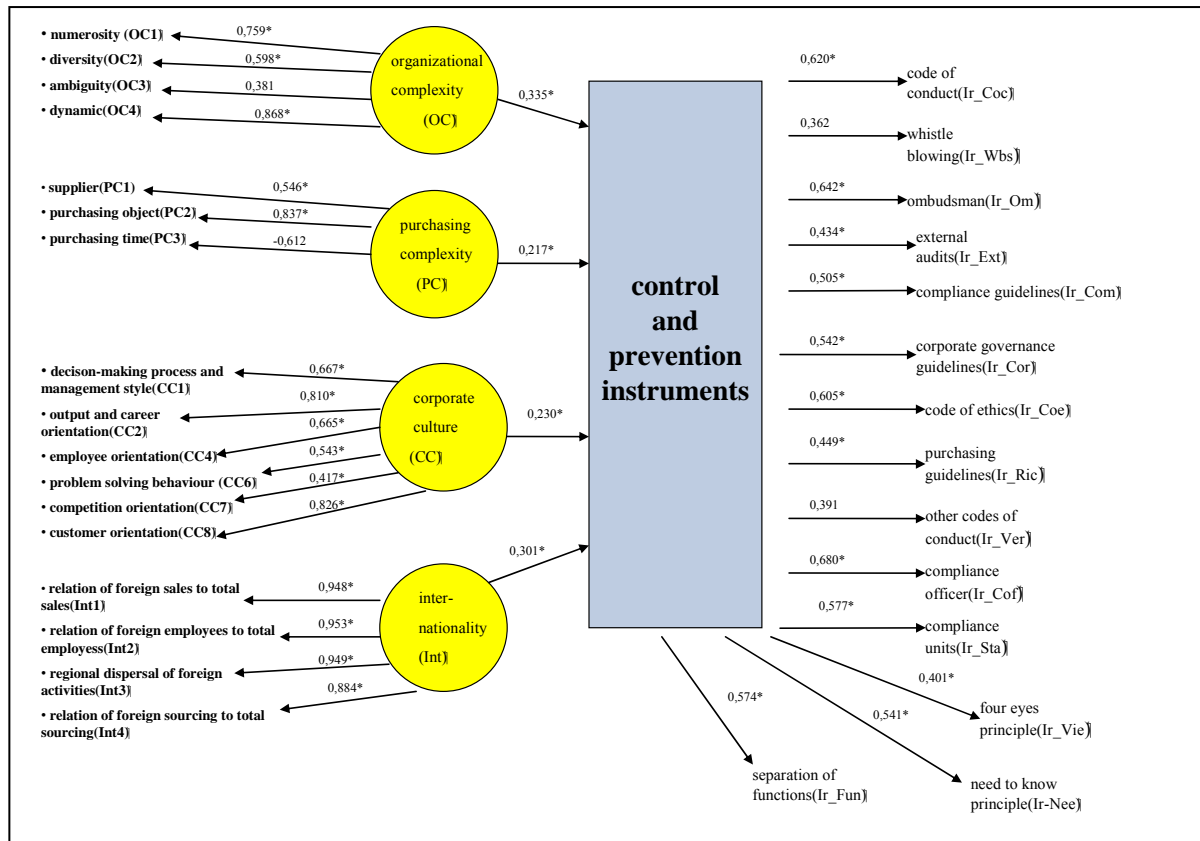 • numerosity (OC1)
• diversity(OC2)
• ambiguity(OC3)
• dynamic(OC4)
0,759*
0,598*
0,381
0,868*
organizational
complexity
(OC)
0,335*
• supplier(PC1)
• purchasing object(PC2)
• purchasing time(PC3)
0,546*
0,837*
-0,612
purchasing
complexity
(PC)
0,217*
• decison-making process and
management style(CC1)
• output and career
orientation(CC2)
• employee orientation(CC4)
• problem solving behaviour (CC6)
• competition orientation(CC7)
• customer orientation(CC8)
0,667*
0,810*
0,665*
0,543*
0,417*
0,826*
corporate
culture
(CC)
0,230*
• relation of foreign sales to total
sales(Int1)
• relation of foreign employees to total
employess(Int2)
• regional dispersal of foreign
activities(Int3)
• relation of foreign sourcing to total
sourcing(Int4)
0,948*
0,953*
0,949*
0,884*
inter-
nationality
(Int)
0,301*
control
and
prevention
instruments
0,620*
code of
conduct(Ir_Coc)
0,362
whistle
blowing(Ir_Wbs)
0,642*
ombudsman(Ir_Om)
0,434*
external
audits(Ir_Ext)
0,505*
compliance guidelines(Ir_Com)
0,542*
corporate governance
guidelines(Ir_Cor)
0,605*
code of ethics(Ir_Coe)
0,449*
purchasing
guidelines(Ir_Ric)
0,391
other codes of
conduct(Ir_Ver)
0,680*
compliance
officer(Ir_Cof)
0,577*
compliance
units(Ir_Sta)
0,401*
four eyes
principle(Ir_Vie)
0,541*
need to know
principle(Ir-Nee)
0,574*
separation of
functions(Ir_Fun)